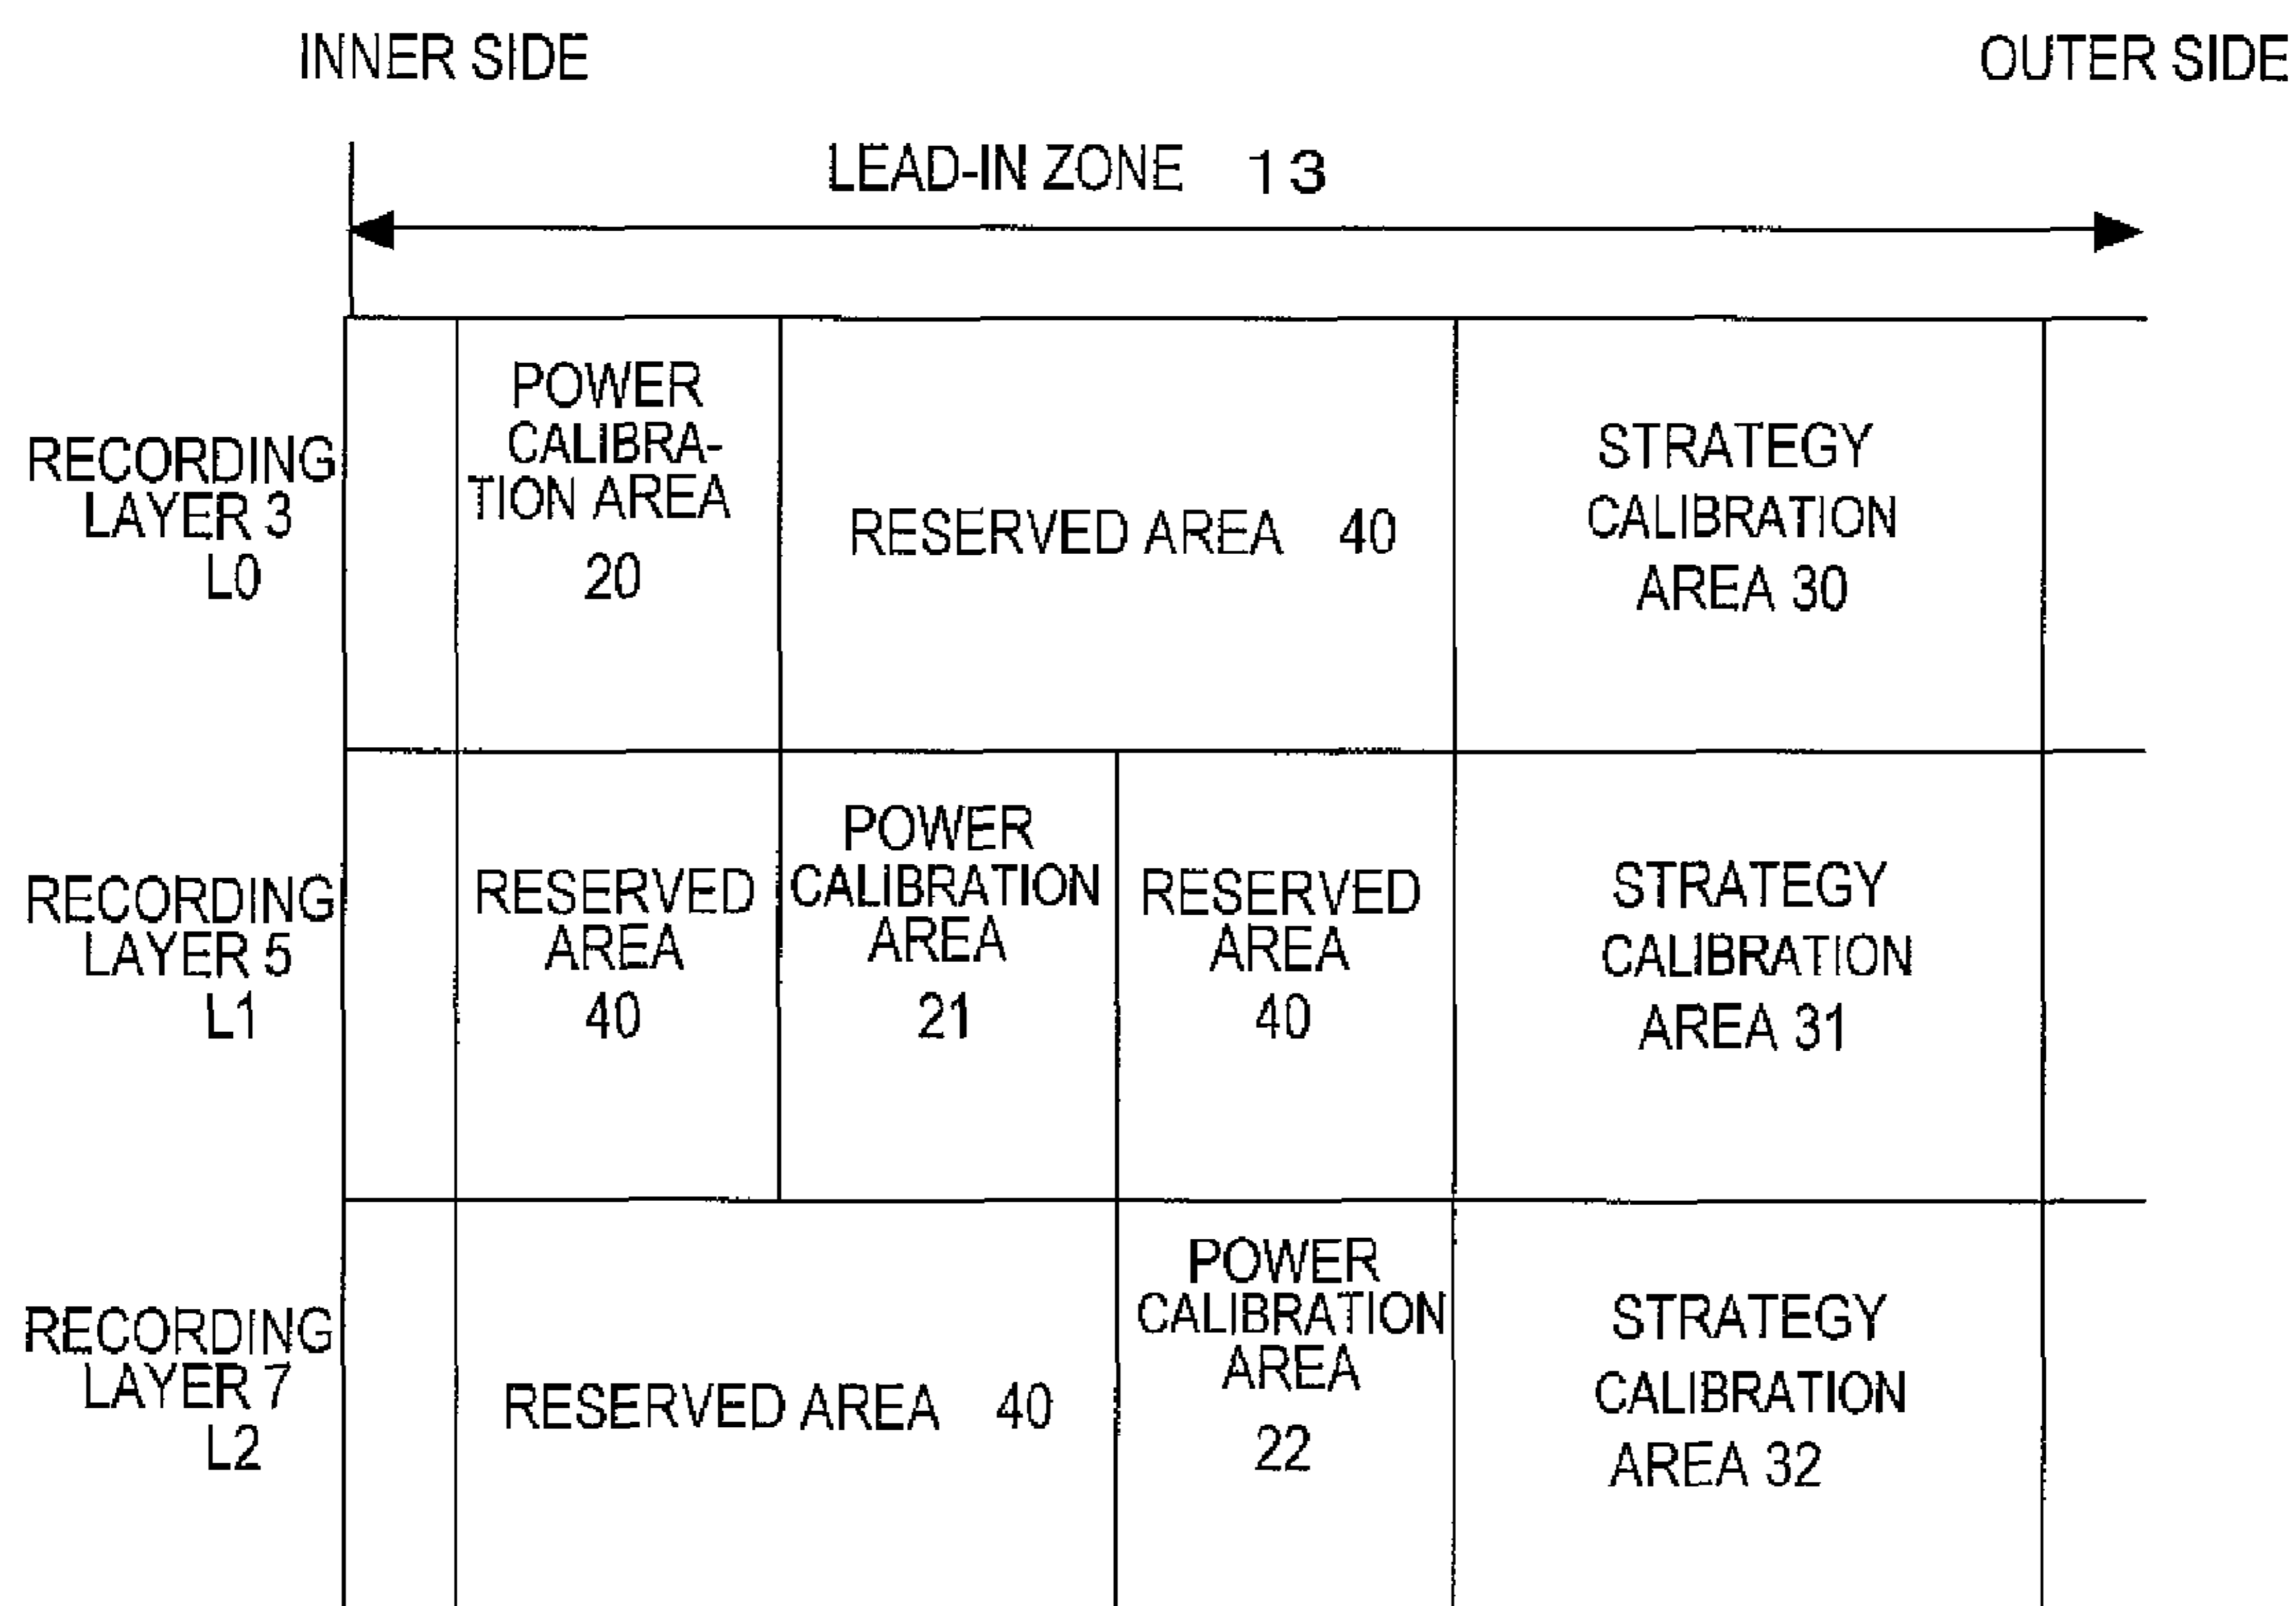 INNER SIDE
OUTER SIDE
LEAD-IN ZONE 13
RECORDING
LAYER 3
L0
POWER
CALIBRA-
TION AREA
20
RESERVED AREA 40
STRATEGY
CALIBRATION
AREA 30
RECORDING
LAYER 5
L1
RESERVED
AREA
40
POWER
CALIBRATION
AREA
21
RESERVED
AREA
40
STRATEGY
CALIBRATION
AREA 31
RECORDING
LAYER 7
L2
RESERVED AREA 40
POWER
CALIBRATION
AREA
22
STRATEGY
CALIBRATION
AREA 32